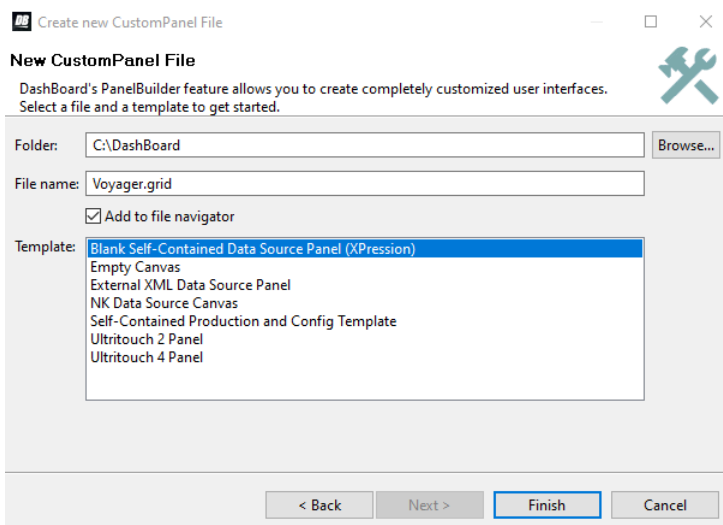 DB Create new CustomPanel File
New CustomPanel File
DashBoard's PanelBuilder feature allows you to create completely customized user interfaces.
Select a file and a template to get started.
Folder: C:\DashBoard Browse...
File name: Voyager.grid
Add to file navigator
Template: Blank Self-Contained Data Source Panel (XPression)
Empty Canvas
External XML Data Source Panel
NK Data Source Canvas
Self-Contained Production and Config Template
Ultritouch 2 Panel
Ultritouch 4 Panel
< Back Next > Finish Cancel